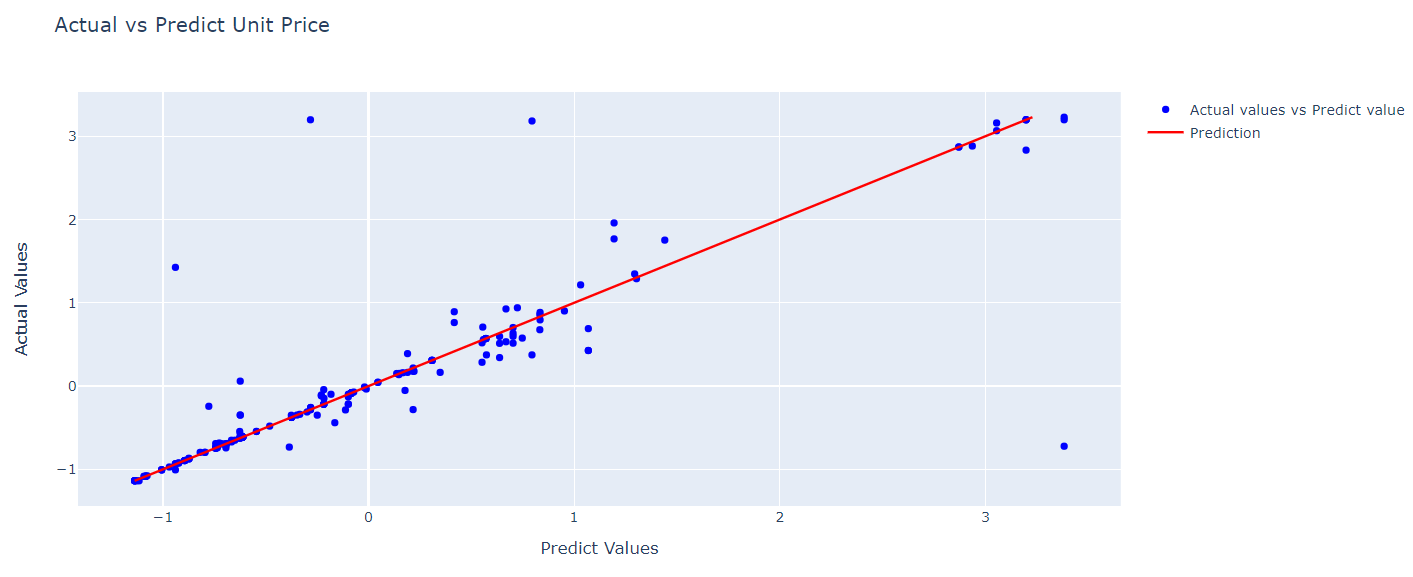 Actual vs Predict Unit Price
Actual values vs Predict value
Prediction
3
2
1
0
−1
Actual Values
−1
0
1
2
3
Predict Values